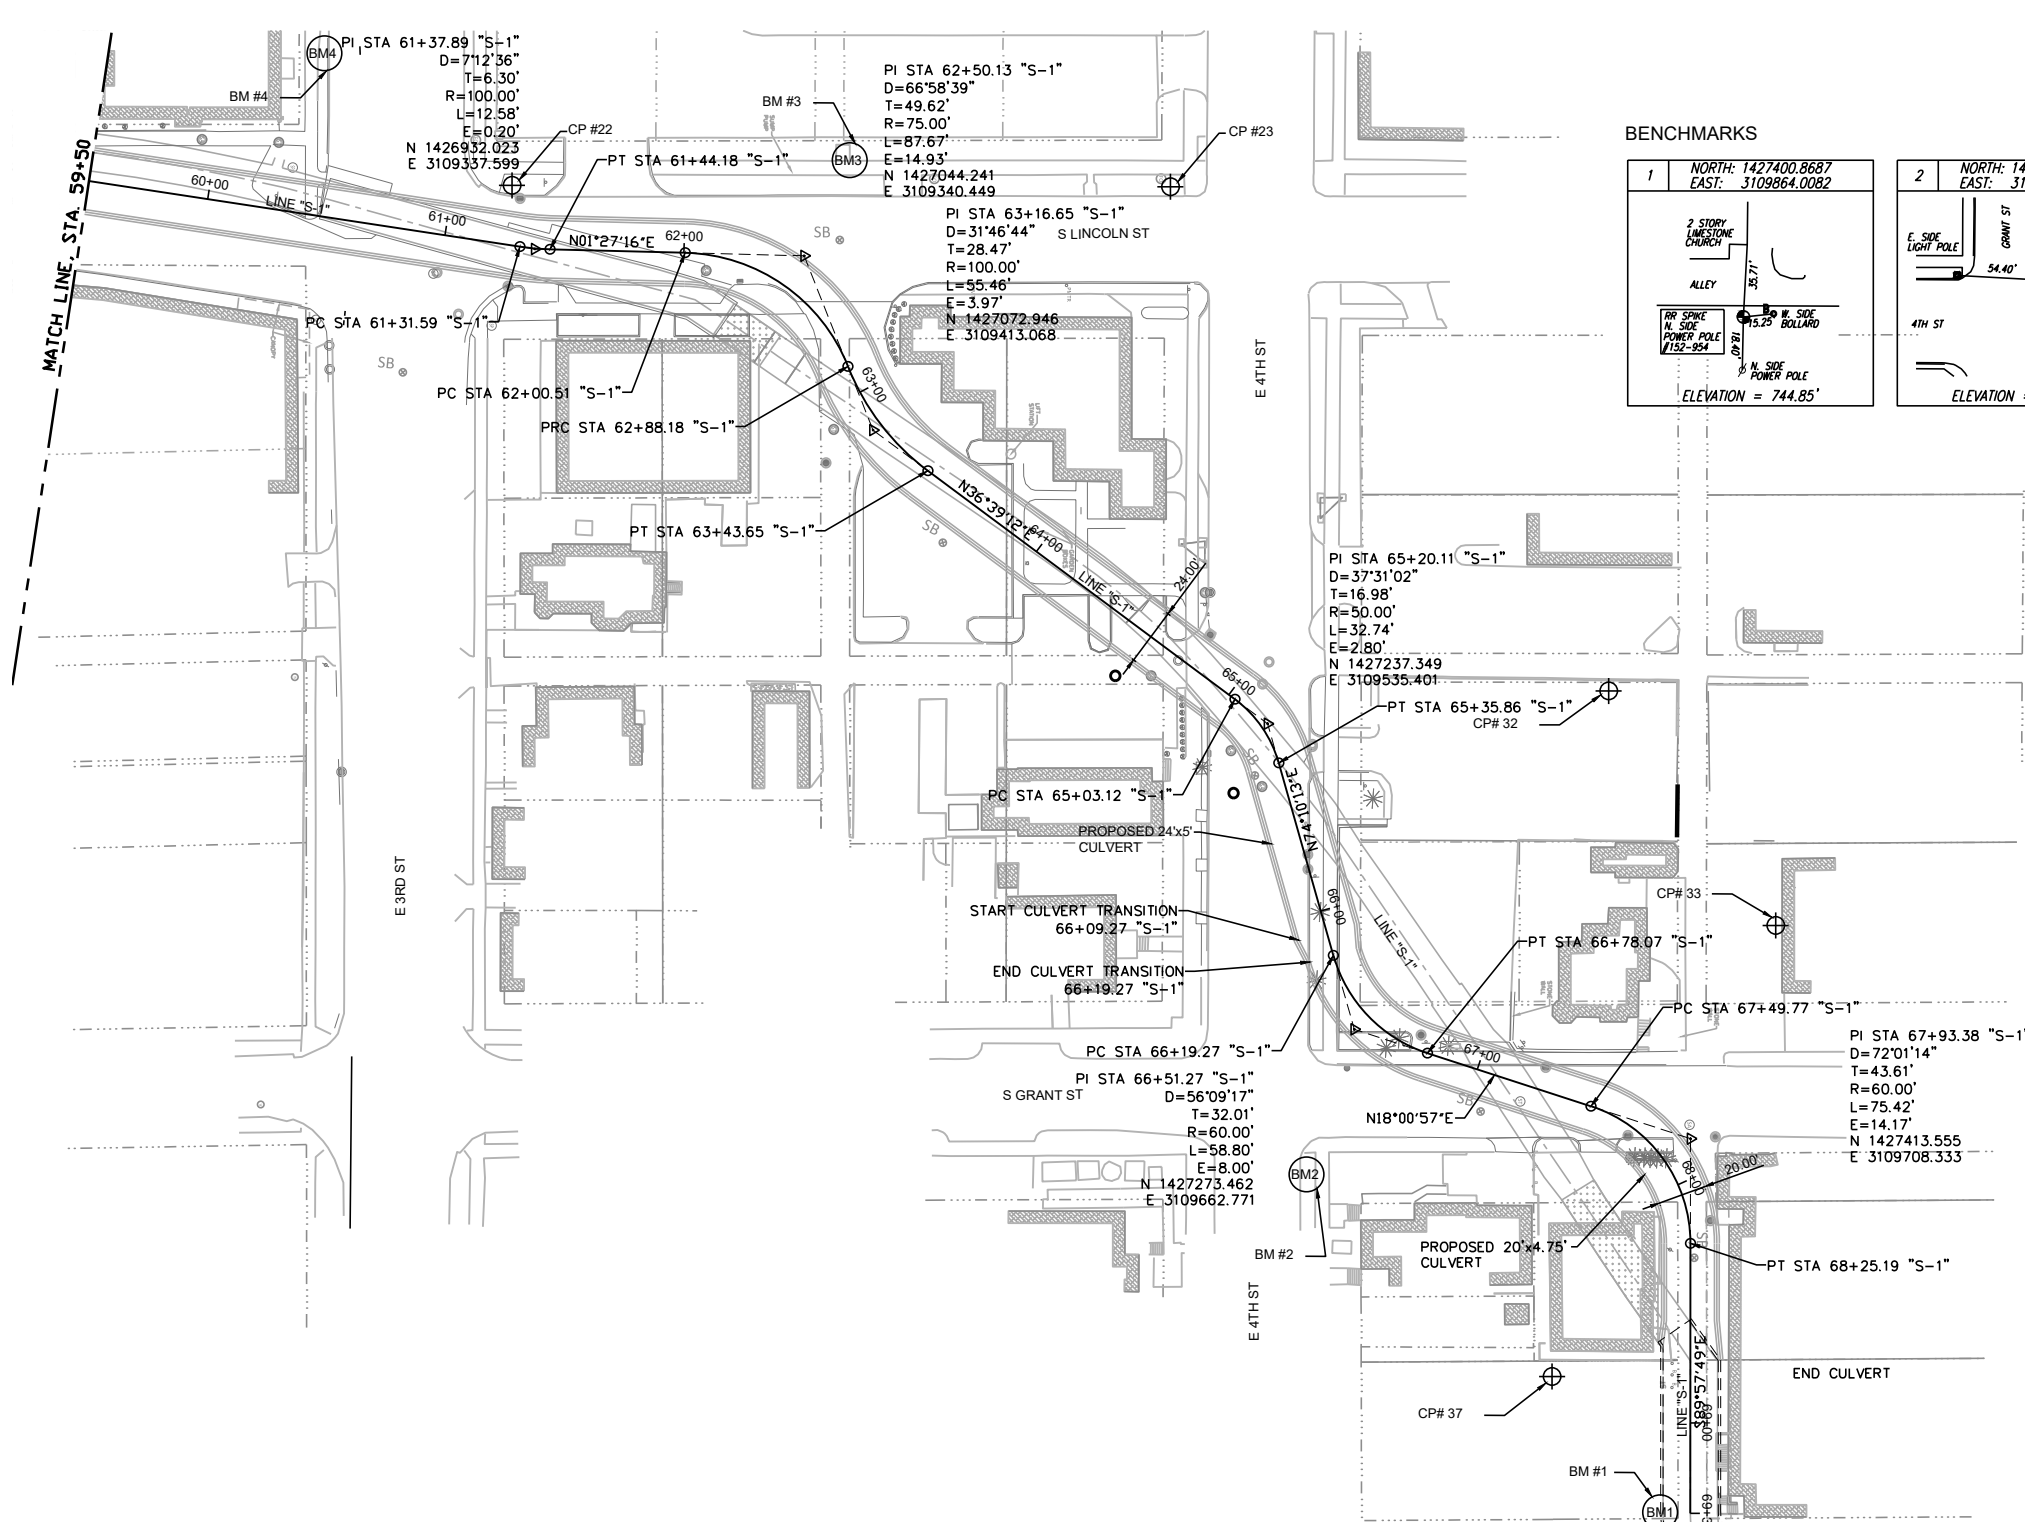 PI STA 61+37.89 "S-1"
D=7°12'36"
T=6.30'
R=100.00'
L=12.58'
E=0.20'
N 1426932.023
E 3109337.599
BM4
BM #4
CP #22
PT STA 61+44.18 "S-1"
BM #3
BM3
PI STA 62+50.13 "S-1"
D=66°58'39"
T=49.62'
R=75.00'
L=87.67'
E=14.93'
N 1427044.241
E 3109340.449
CP #23
PI STA 63+16.65 "S-1"
D=31°46'44"
T=28.47'
R=100.00'
L=55.46'
E=3.97'
N 1427072.946
E 3109413.068
S LINCOLN ST
BENCHMARKS
1
NORTH: 1427400.8687
EAST: 3109864.0082
2 STORY
LIMESTONE
CHURCH
ALLEY
35.71'
RR SPIKE
N. SIDE
POWER POLE
#152-954
15.25
W. SIDE
BOLLARD
18.40'
N. SIDE
POWER POLE
ELEVATION = 744.85'
2
NORTH: 14
EAST: 31
E. SIDE
LIGHT POLE
GRANT ST
54.40'
4TH ST
ELEVATION =
MATCH LINE, STA. 59+50
60+00
LINE "S-1"
61+00
N01°27'16"E
62+00
SB
PC STA 61+31.59 "S-1"
SB
PC STA 62+00.51 "S-1"
63+00
PRC STA 62+88.18 "S-1"
PT STA 63+43.65 "S-1"
SB
N36°39'12"E
64+00
LINE "S-1"
24.00'
E 4TH ST
PI STA 65+20.11 "S-1"
D=37°31'02"
T=16.98'
R=50.00'
L=32.74'
E=2.80'
N 1427237.349
E 3109535.401
65+00
PT STA 65+35.86 "S-1"
CP# 32
SB
N74°10'13"E
PC STA 65+03.12 "S-1"
PROPOSED 24'x5'
CULVERT
E 3RD ST
66+00
START CULVERT TRANSITION
66+09.27 "S-1"
END CULVERT TRANSITION
66+19.27 "S-1"
LINE "S-1"
CP# 33
PT STA 66+78.07 "S-1"
PC STA 67+49.77 "S-1"
PC STA 66+19.27 "S-1"
67+00
PI STA 66+51.27 "S-1"
D=56°09'17"
T=32.01'
R=60.00'
L=58.80'
E=8.00'
N 1427273.462
E 3109662.771
S GRANT ST
SB
N18°00'57"E
PI STA 67+93.38 "S-1"
D=72°01'14"
T=43.61'
R=60.00'
L=75.42'
E=14.17'
N 1427413.555
E 3109708.333
20.00'
68+00
BM2
BM #2
E 4TH ST
PROPOSED 20'x4.75'
CULVERT
PT STA 68+25.19 "S-1"
S89°57'49"E
LINE "S-1"
69+00
END CULVERT
CP# 37
BM #1
BM1